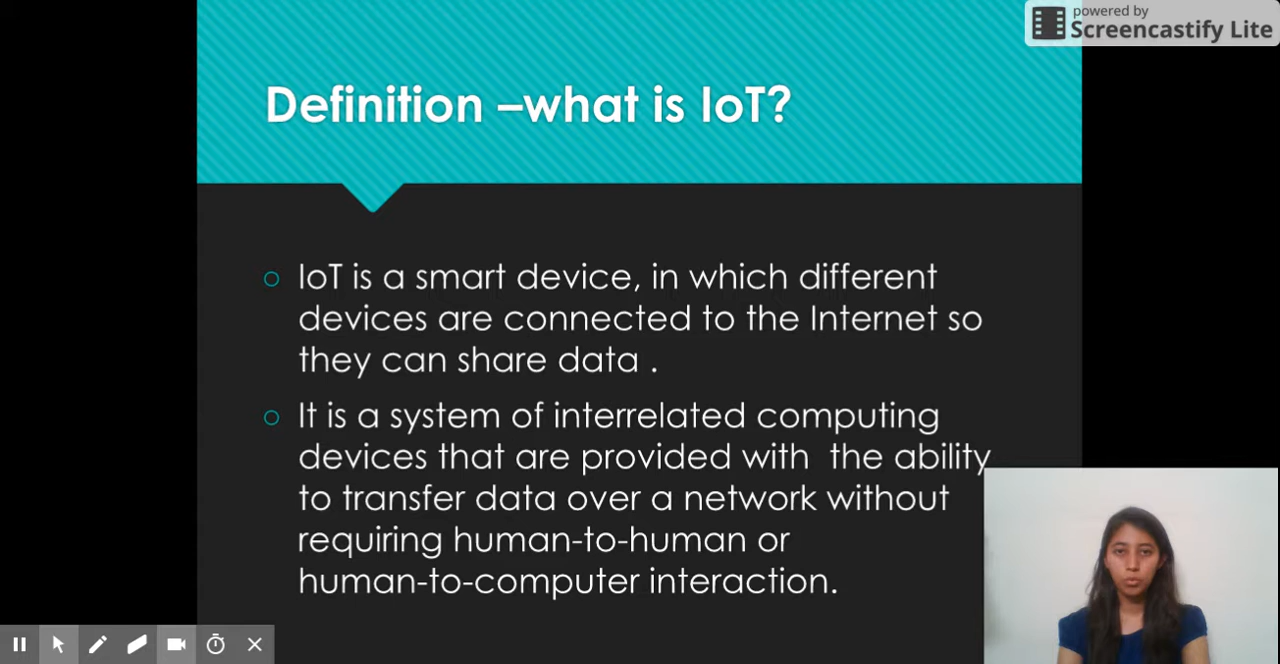 powered by
Screencastify Lite
Definition –what is IoT?
IoT is a smart device, in which different
devices are connected to the Internet so
they can share data .
It is a system of interrelated computing
devices that are provided with the ability
to transfer data over a network without
requiring human-to-human or
human-to-computer interaction.